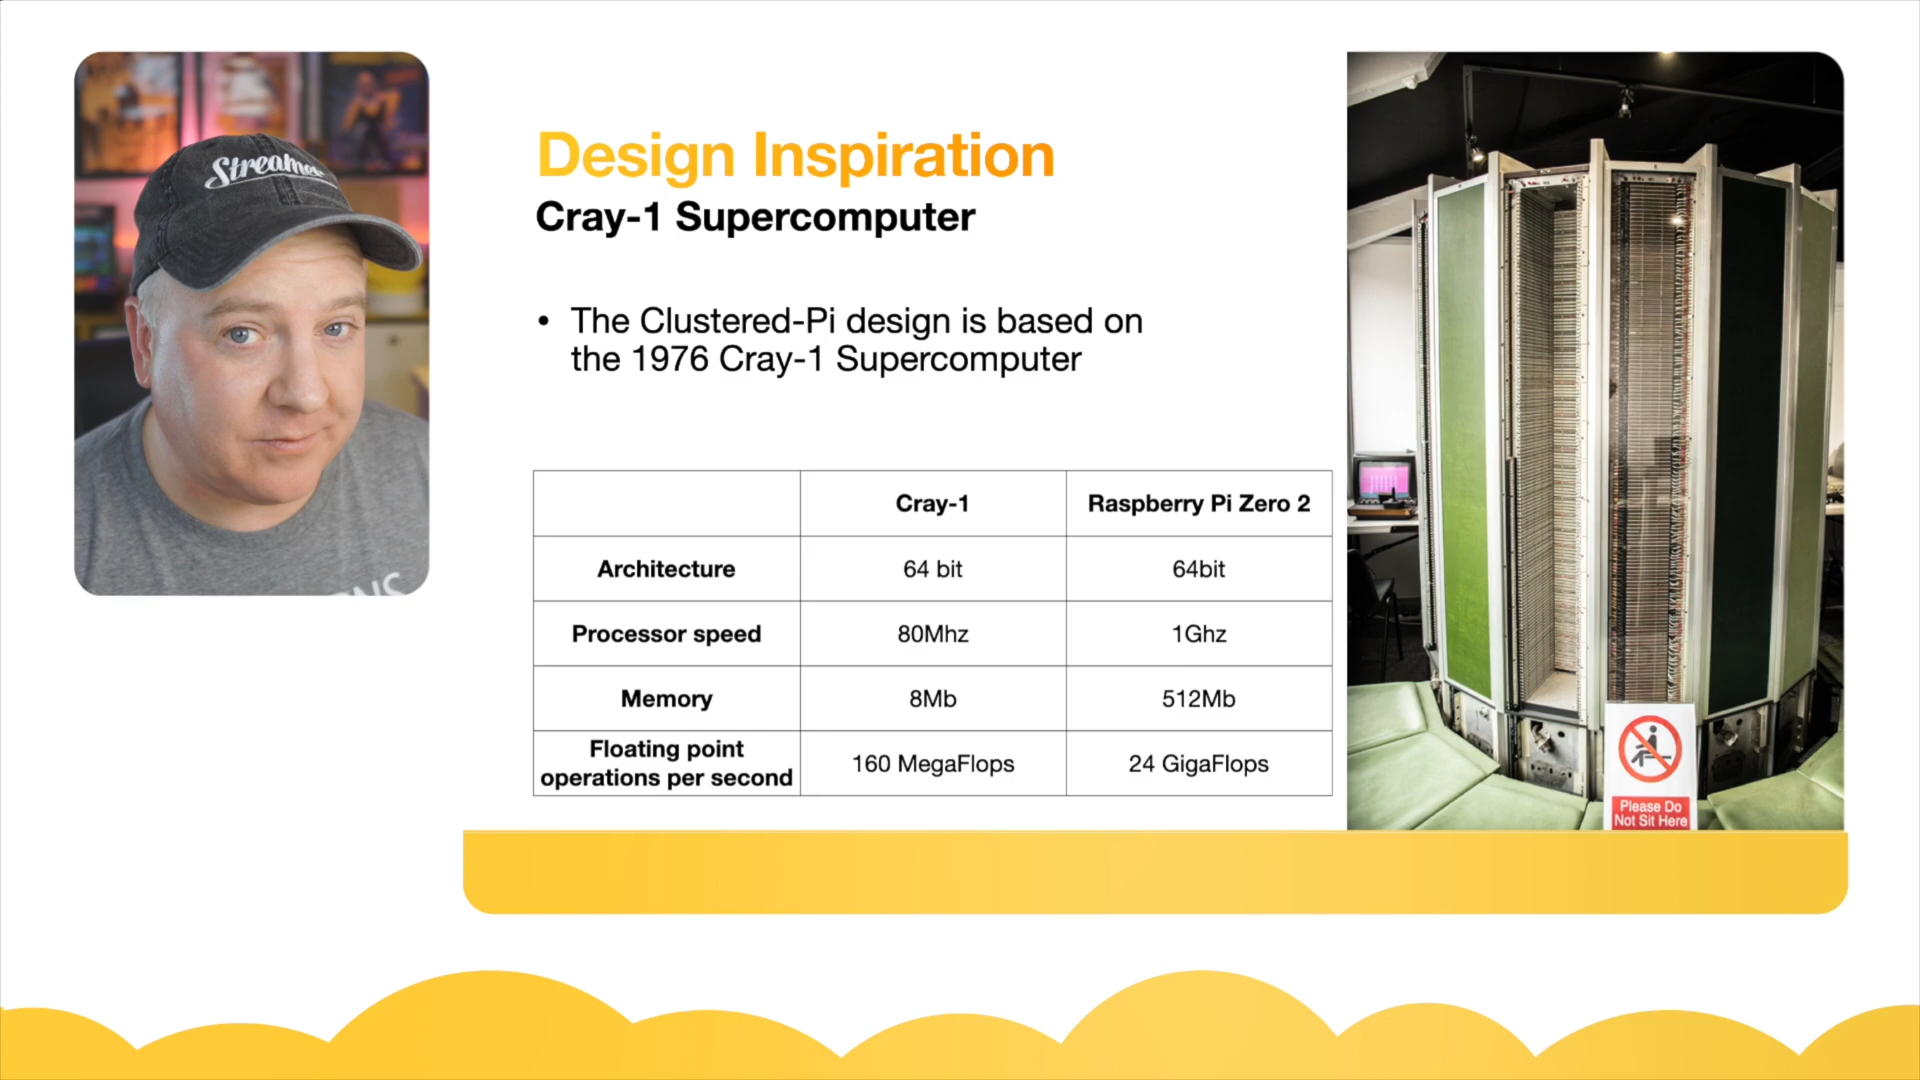 Design Inspiration
Cray-1 Supercomputer
• The Clustered-Pi design is based on
the 1976 Cray-1 Supercomputer
Cray-1 Raspberry Pi Zero 2
Architecture 64 bit 64bit
Processor speed 80Mhz 1Ghz
Memory 8Mb 512Mb
Floating point
operations per second 160 MegaFlops 24 GigaFlops
Please Do
Not Sit Here